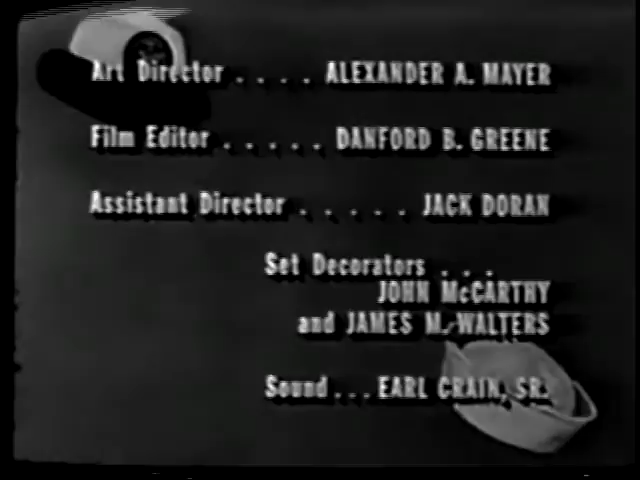 Art Director . . . . ALEXANDER A. MAYER
Film Editor . . . . . DANFORD B. GREENE
Assistant Director . . . . . JACK DORAN
Set Decorators . . .
JOHN McCARTHY
and JAMES M. WALTERS
Sound . . . EARL CRAIN, SR.